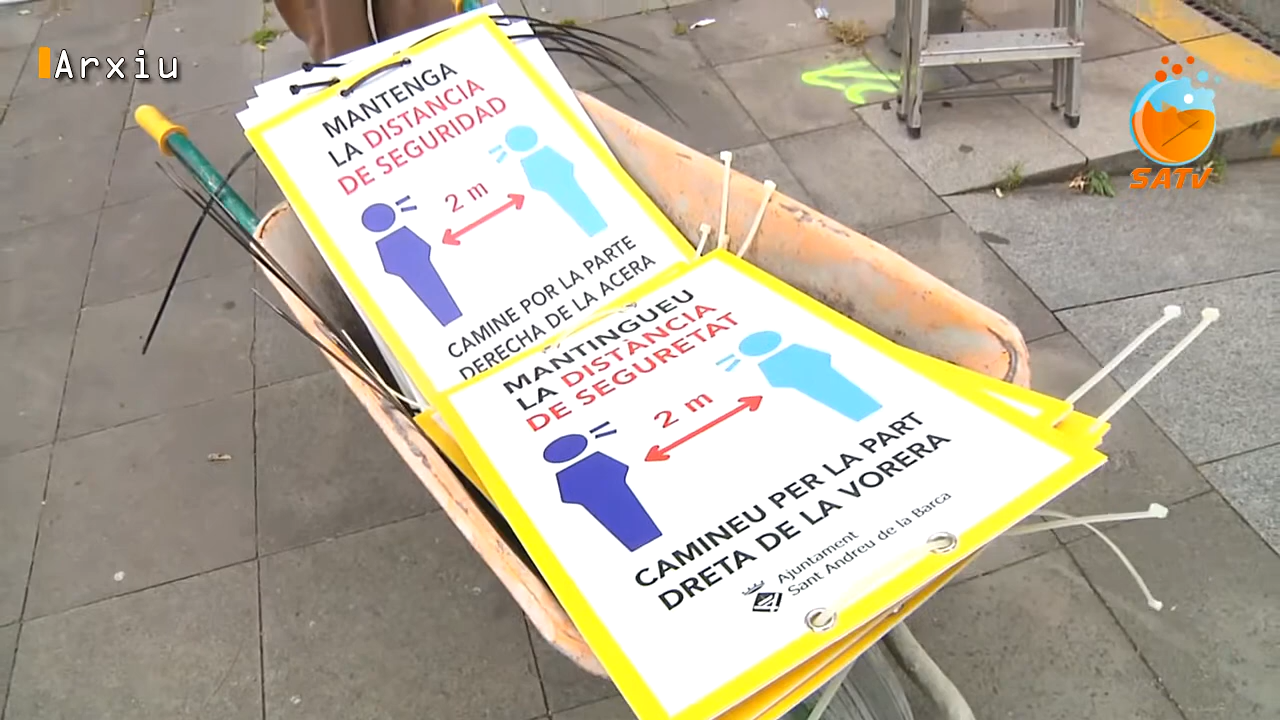 Arxiu
SATV
MANTENGA
LA DISTANCIA
DE SEGURIDAD
2 m
CAMINE POR LA PARTE
DERECHA DE LA ACERA
MANTINGUEU
LA DISTÀNCIA
DE SEGURETAT
2 m
CAMINEU PER LA PART
DRETA DE LA VORERA
Ajuntament
Sant Andreu de la Barca